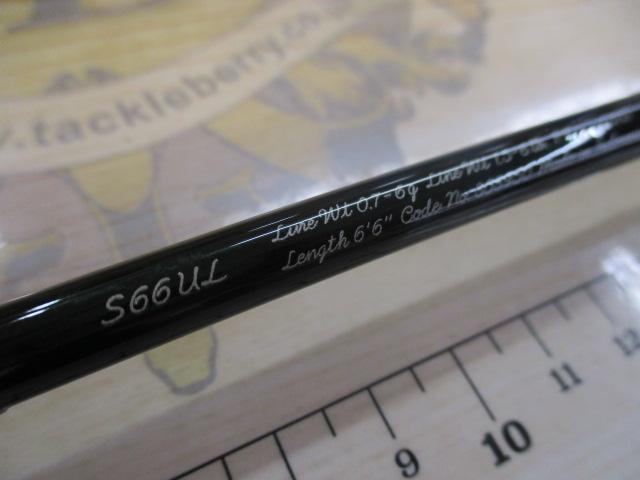 .tackleberry.co
S66UL
Lure Wt 0.7-6g Line Wt
Length 6'6" Code No.
9
10
11
12